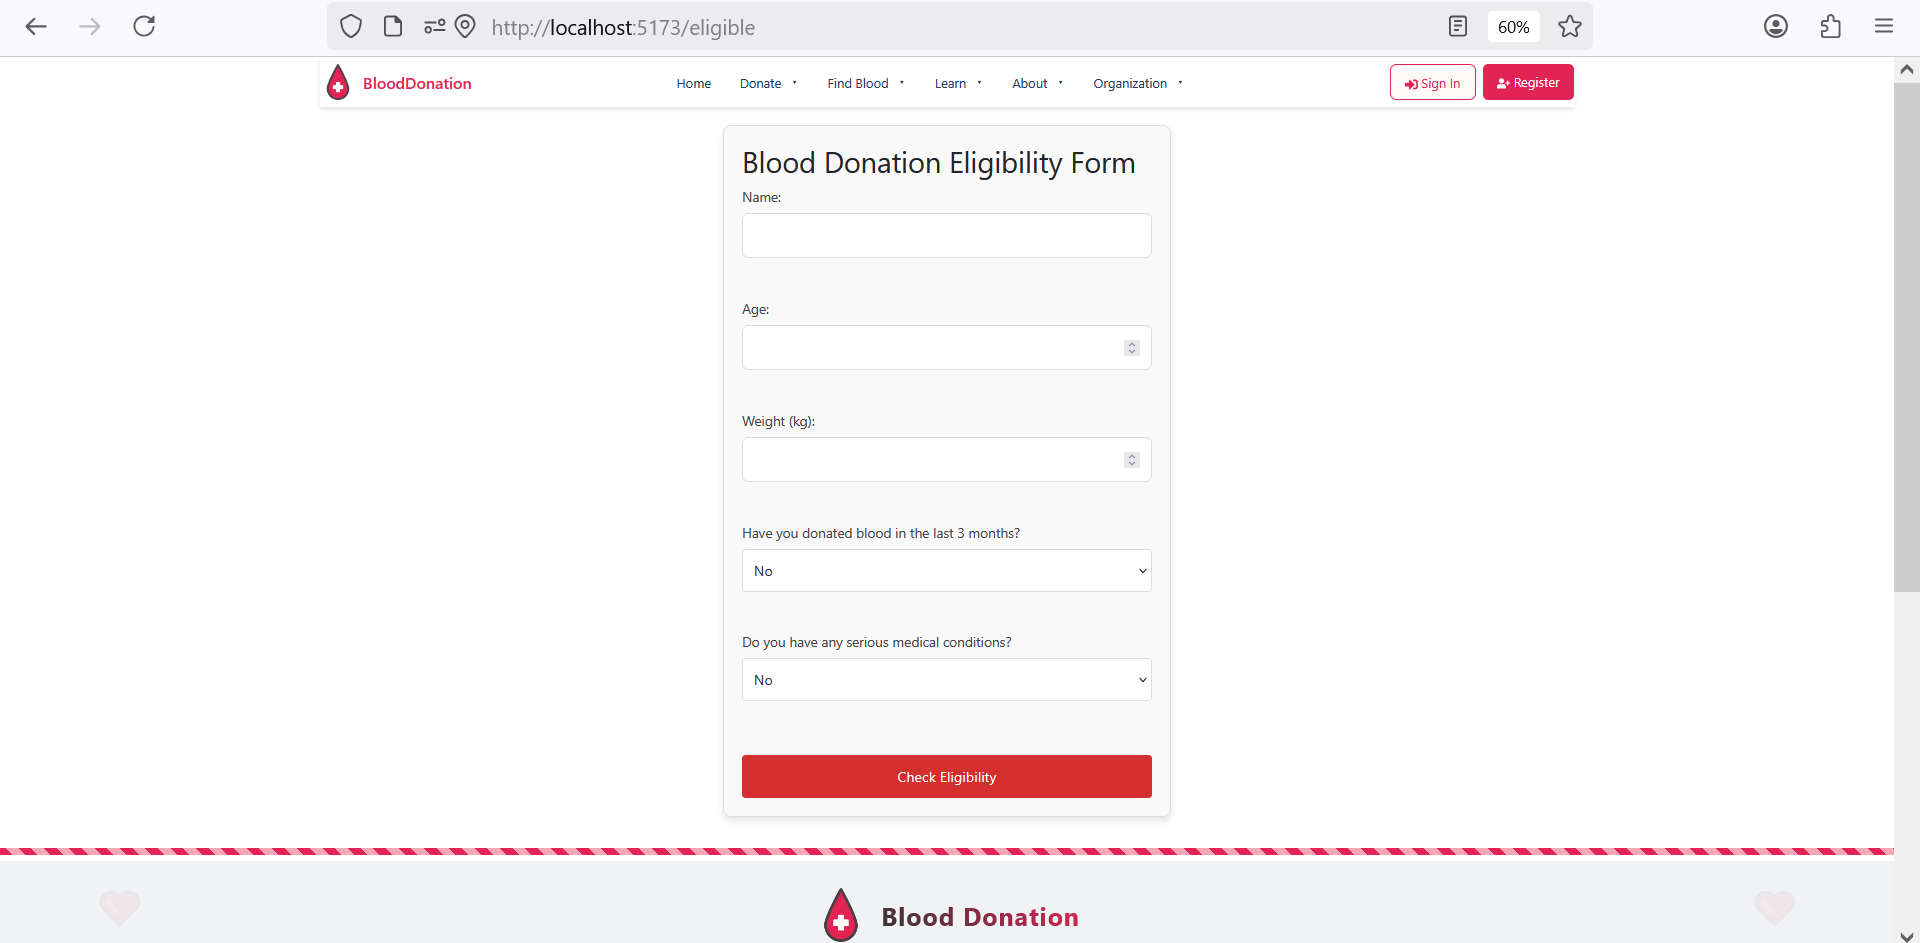 http://localhost:5173/eligible
60%
BloodDonation
Home
Donate
Find Blood
Learn
About
Organization
Sign In
Register
Blood Donation Eligibility Form
Name:
Age:
Weight (kg):
Have you donated blood in the last 3 months?
No
Do you have any serious medical conditions?
No
Check Eligibility
Blood Donation